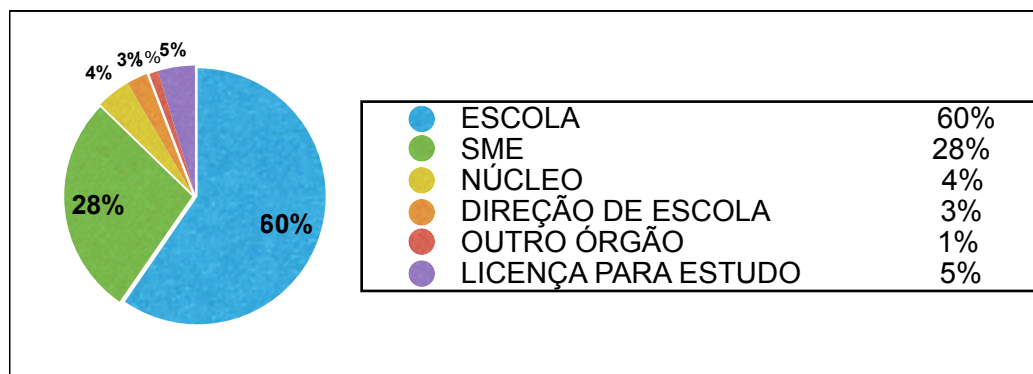 3% 1% 5%
4%
28%
60%
ESCOLA 60%
SME 28%
NÚCLEO 4%
DIREÇÃO DE ESCOLA 3%
OUTRO ÓRGÃO 1%
LICENÇA PARA ESTUDO 5%